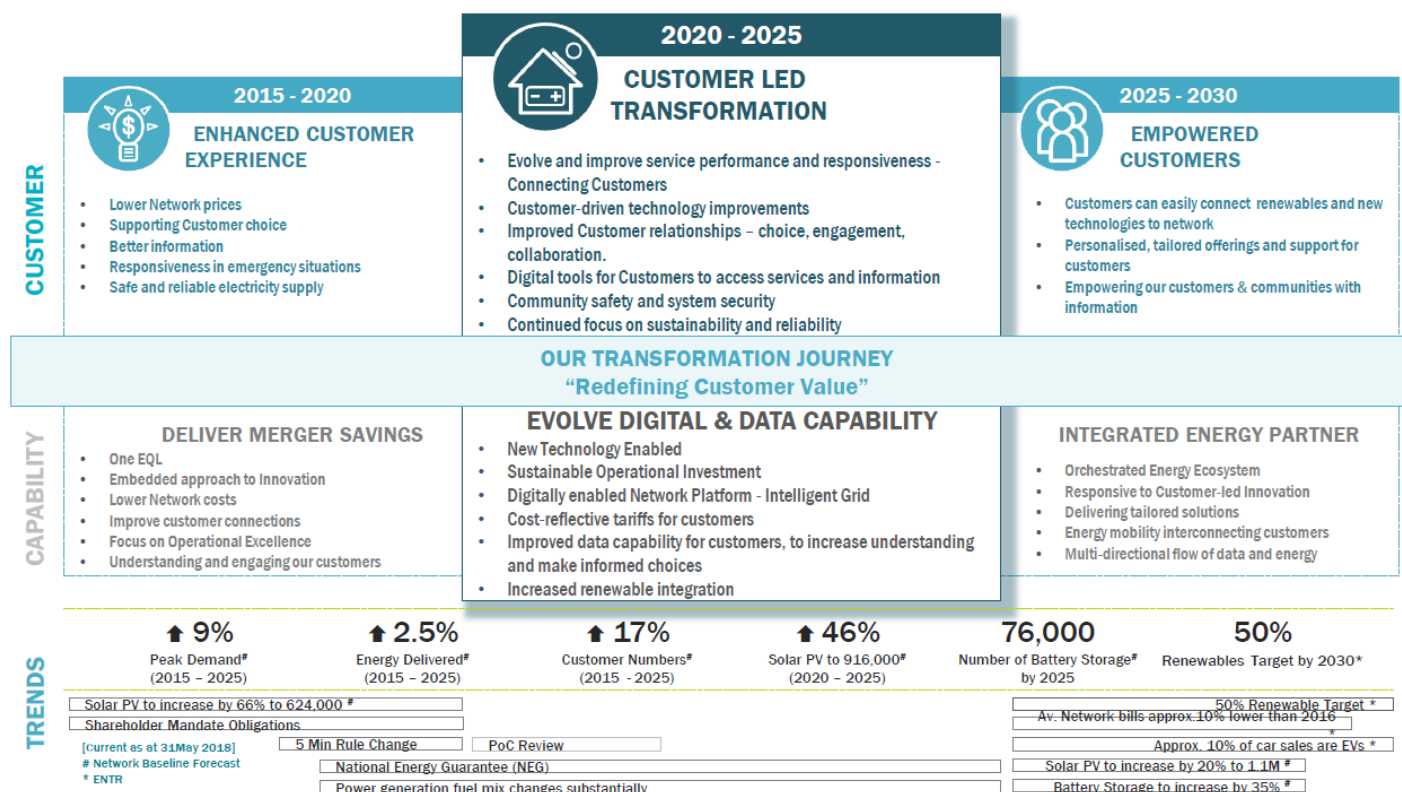 2020 - 2025
CUSTOMER LED
TRANSFORMATION
2015 - 2020
ENHANCED CUSTOMER
EXPERIENCE
2025 - 2030
EMPOWERED
CUSTOMERS
CUSTOMER
• Lower Network prices
• Supporting Customer choice
• Better information
• Responsiveness in emergency situations
• Safe and reliable electricity supply
• Evolve and improve service performance and responsiveness -
Connecting Customers
• Customer-driven technology improvements
• Improved Customer relationships – choice, engagement,
collaboration.
• Digital tools for Customers to access services and information
• Community safety and system security
• Continued focus on sustainability and reliability
• Customers can easily connect renewables and new
technologies to network
• Personalised, tailored offerings and support for
customers
• Empowering our customers & communities with
information
OUR TRANSFORMATION JOURNEY
“Redefining Customer Value”
CAPABILITY
DELIVER MERGER SAVINGS
• One EQL
• Embedded approach to Innovation
• Lower Network costs
• Improve customer connections
• Focus on Operational Excellence
• Understanding and engaging our customers
EVOLVE DIGITAL & DATA CAPABILITY
• New Technology Enabled
• Sustainable Operational Investment
• Digitally enabled Network Platform - Intelligent Grid
• Cost-reflective tariffs for customers
• Improved data capability for customers, to increase understanding
and make informed choices
• Increased renewable integration
INTEGRATED ENERGY PARTNER
• Orchestrated Energy Ecosystem
• Responsive to Customer-led Innovation
• Delivering tailored solutions
• Energy mobility interconnecting customers
• Multi-directional flow of data and energy
TRENDS
9%
Peak Demand#
(2015 – 2025)
2.5%
Energy Delivered#
(2015 – 2025)
17%
Customer Numbers#
(2015 - 2025)
46%
Solar PV to 916,000#
(2020 – 2025)
76,000
Number of Battery Storage#
by 2025
50%
Renewables Target by 2030*
Solar PV to increase by 66% to 624,000 #
Shareholder Mandate Obligations
[Current as at 31May 2018]
# Network Baseline Forecast
* ENTR
5 Min Rule Change
PoC Review
National Energy Guarantee (NEG)
Power generation fuel mix changes substantially
50% Renewable Target *
Av. Network bills approx.10% lower than 2016
*
Approx. 10% of car sales are EVs *
Solar PV to increase by 20% to 1.1M #
Battery Storage to increase by 35% #